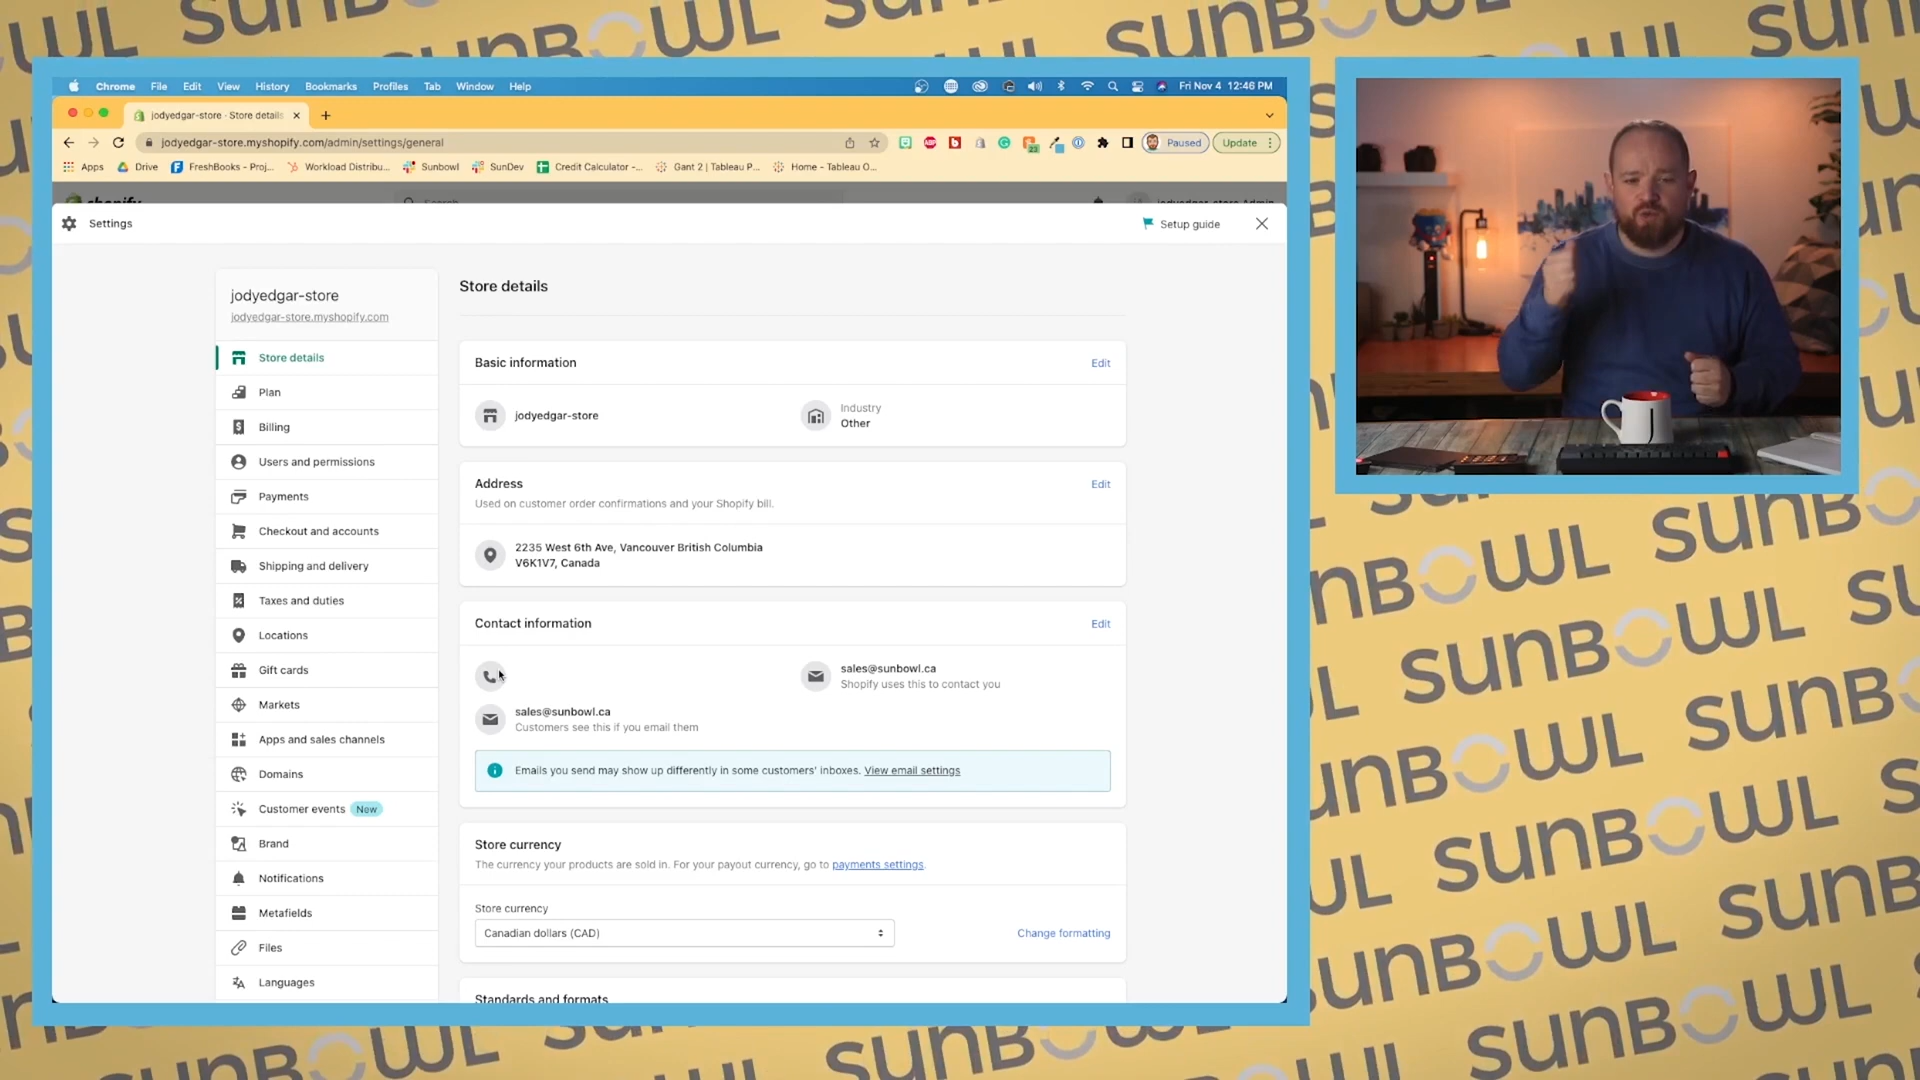 Chrome File Edit View History Bookmarks Profiles Tab Window Help Fri Nov 4 12:46 PM
jodyedgar-store · Store details
jodyedgar-store.myshopify.com/admin/settings/general Paused Update
Apps Drive FreshBooks - Proj... Workload Distribu... Sunbowl SunDev Credit Calculator -... Gant 2 | Tableau P... Home - Tableau O...
Settings Setup guide
jodyedgar-store
jodyedgar-store.myshopify.com
Store details
Plan
Billing
Users and permissions
Payments
Checkout and accounts
Shipping and delivery
Taxes and duties
Locations
Gift cards
Markets
Apps and sales channels
Domains
Customer events New
Brand
Notifications
Metafields
Files
Languages
Store details
Basic information Edit
jodyedgar-store
Industry
Other
Address Edit
Used on customer order confirmations and your Shopify bill.
2235 West 6th Ave, Vancouver British Columbia
V6K1V7, Canada
Contact information Edit
sales@sunbowl.ca
Shopify uses this to contact you
sales@sunbowl.ca
Customers see this if you email them
Emails you send may show up differently in some customers' inboxes. View email settings
Store currency
The currency your products are sold in. For your payout currency, go to payments settings.
Store currency
Canadian dollars (CAD) Change formatting
Standards and formats
SUNBOWL
SUNBOWL
SUNBOWL
SUNBOWL
SUNBOWL
SUNBOWL